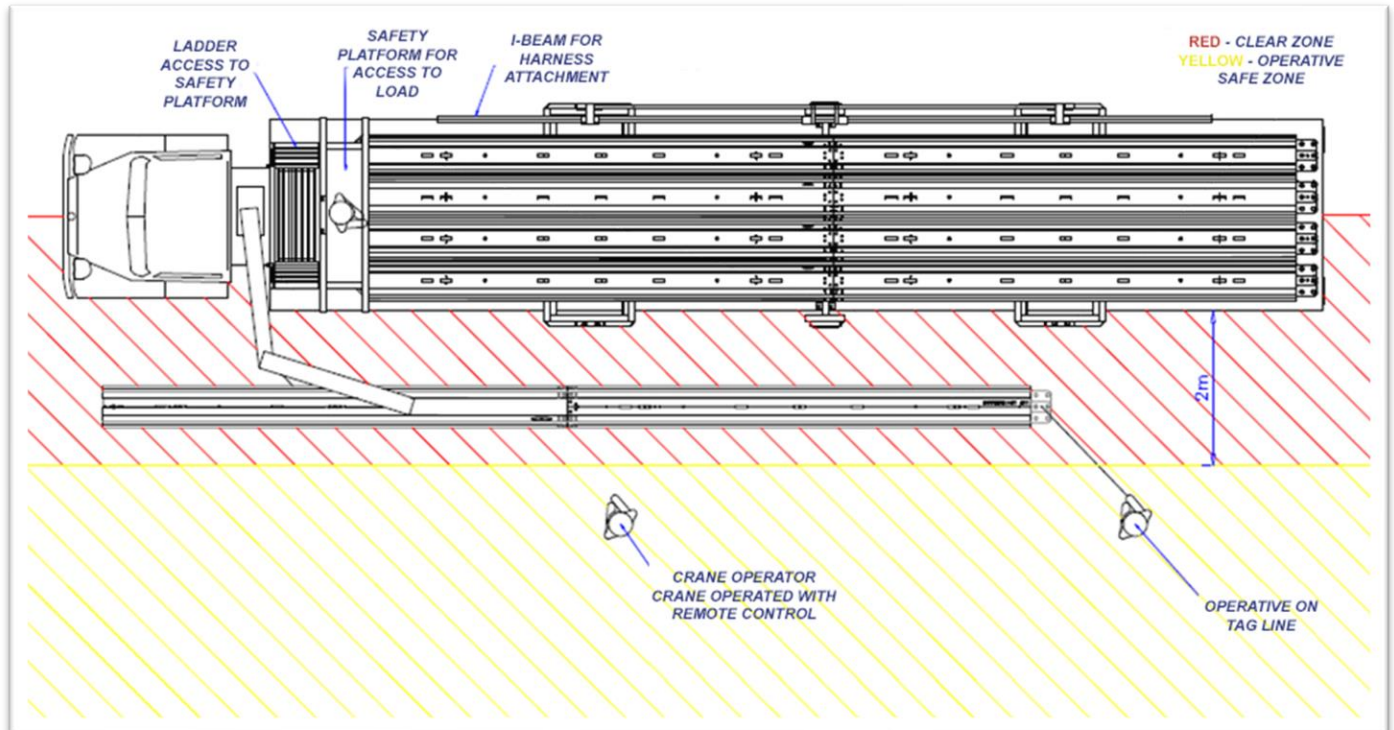 LADDER
ACCESS TO
SAFETY
PLATFORM
SAFETY
PLATFORM FOR
ACCESS TO
LOAD
I-BEAM FOR
HARNESS
ATTACHMENT
RED - CLEAR ZONE
YELLOW - OPERATIVE
SAFE ZONE
2m
CRANE OPERATOR
CRANE OPERATED WITH
REMOTE CONTROL
OPERATIVE ON
TAG LINE